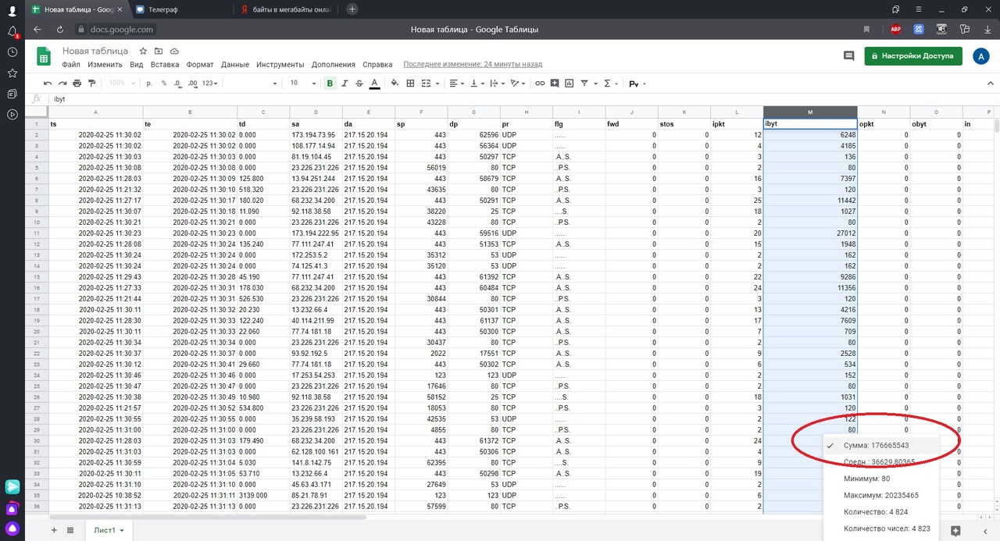 Новая таблица - Goog
Телеграф
байты в мегабайты онла
docs.google.com
Новая таблица - Google Таблицы
ABP
Новая таблица
Файл Изменить Вид Вставка Формат Данные Инструменты Дополнения Справка Последнее изменение: 24 минуты назад
Настройки Доступа
A
100% р. % .0 .00 123 10 B I S A
fx ibyt
A B C D E F G H I J K L M N O P
1 ts te td sa da sp dp pr flg fwd stos ipkt ibyt opkt obyt in
2 2020-02-25 11:30:02 2020-02-25 11:30:02 0.000 173.194.73.95 217.15.20.194 443 62596 UDP ...... 0 0 12 6248 0 0
3 2020-02-25 11:30:02 2020-02-25 11:30:02 0.000 108.177.14.94 217.15.20.194 443 56364 UDP ...... 0 0 4 4185 0 0
4 2020-02-25 11:30:03 2020-02-25 11:30:03 0.000 81.19.104.45 217.15.20.194 443 50297 TCP .A..S. 0 0 3 136 0 0
5 2020-02-25 11:30:08 2020-02-25 11:30:08 0.000 23.226.231.226 217.15.20.194 56019 80 TCP ..P.S. 0 0 2 80 0 0
6 2020-02-25 11:28:03 2020-02-25 11:30:09 125.800 13.94.251.244 217.15.20.194 443 58679 TCP .A..S. 0 0 16 7397 0 0
7 2020-02-25 11:21:32 2020-02-25 11:30:10 518.320 23.226.231.226 217.15.20.194 43635 80 TCP ..P.S. 0 0 3 120 0 0
8 2020-02-25 11:27:17 2020-02-25 11:30:17 180.020 68.232.34.200 217.15.20.194 443 50291 TCP .A..S. 0 0 25 11442 0 0
9 2020-02-25 11:30:07 2020-02-25 11:30:18 11.090 92.118.38.58 217.15.20.194 38220 25 TCP ....S. 0 0 18 1027 0 0
10 2020-02-25 11:30:21 2020-02-25 11:30:21 0.000 23.226.231.226 217.15.20.194 43228 80 TCP ..P.S. 0 0 2 80 0 0
11 2020-02-25 11:30:23 2020-02-25 11:30:23 0.000 173.194.222.95 217.15.20.194 443 59516 UDP ...... 0 0 20 27012 0 0
12 2020-02-25 11:28:08 2020-02-25 11:30:24 135.240 77.111.247.41 217.15.20.194 443 51353 TCP .A..S. 0 0 15 1948 0 0
13 2020-02-25 11:30:24 2020-02-25 11:30:24 0.000 172.253.5.2 217.15.20.194 35312 53 UDP ...... 0 0 2 162 0 0
14 2020-02-25 11:30:24 2020-02-25 11:30:24 0.000 74.125.41.3 217.15.20.194 35120 53 UDP ...... 0 0 2 162 0 0
15 2020-02-25 11:29:43 2020-02-25 11:30:28 45.190 77.111.247.41 217.15.20.194 443 61392 TCP .A..S. 0 0 22 9286 0 0
16 2020-02-25 11:27:33 2020-02-25 11:30:31 178.030 68.232.34.200 217.15.20.194 443 60484 TCP .A..S. 0 0 24 11356 0 0
17 2020-02-25 11:21:44 2020-02-25 11:30:31 526.530 23.226.231.226 217.15.20.194 30844 80 TCP ..P.S. 0 0 3 120 0 0
18 2020-02-25 11:30:11 2020-02-25 11:30:32 20.230 13.232.66.4 217.15.20.194 443 50301 TCP .A..S. 0 0 13 4216 0 0
19 2020-02-25 11:28:30 2020-02-25 11:30:33 122.240 40.114.211.99 217.15.20.194 443 61137 TCP .A..S. 0 0 17 7609 0 0
20 2020-02-25 11:30:11 2020-02-25 11:30:33 22.060 77.74.181.18 217.15.20.194 443 50300 TCP .A..S. 0 0 7 709 0 0
21 2020-02-25 11:30:34 2020-02-25 11:30:34 0.000 23.226.231.226 217.15.20.194 30437 80 TCP ..P.S. 0 0 2 80 0 0
22 2020-02-25 11:30:37 2020-02-25 11:30:37 0.000 93.92.192.5 217.15.20.194 2022 17551 TCP .A..S. 0 0 9 2528 0 0
23 2020-02-25 11:30:12 2020-02-25 11:30:41 29.660 77.74.181.18 217.15.20.194 443 50302 TCP .A..S. 0 0 6 534 0 0
24 2020-02-25 11:30:46 2020-02-25 11:30:46 0.000 17.253.54.253 217.15.20.194 123 123 UDP ...... 0 0 2 152 0 0
25 2020-02-25 11:30:47 2020-02-25 11:30:47 0.000 23.226.231.226 217.15.20.194 17646 80 TCP ..P.S. 0 0 2 80 0 0
26 2020-02-25 11:30:38 2020-02-25 11:30:49 10.980 92.118.38.58 217.15.20.194 58152 25 TCP ....S. 0 0 18 1031 0 0
27 2020-02-25 11:21:57 2020-02-25 11:30:52 534.800 23.226.231.226 217.15.20.194 18053 80 TCP ..P.S. 0 0 3 120 0 0
28 2020-02-25 11:30:55 2020-02-25 11:30:55 0.000 35.239.58.193 217.15.20.194 42535 53 UDP ...... 0 0 2 122 0 0
29 2020-02-25 11:31:00 2020-02-25 11:31:00 0.000 23.226.231.226 217.15.20.194 4855 80 TCP ..P.S. 0 0 2 80 0 0
30 2020-02-25 11:28:03 2020-02-25 11:31:03 179.490 68.232.34.200 217.15.20.194 443 61372 TCP .A..S. 0 0 24
31 2020-02-25 11:31:03 2020-02-25 11:31:03 0.000 62.128.100.161 217.15.20.194 443 50306 TCP .A..S. 0 0 4 0
32 2020-02-25 11:30:59 2020-02-25 11:31:04 5.030 141.8.142.75 217.15.20.194 62395 80 TCP ....S. 0 0 9 0
33 2020-02-25 11:30:11 2020-02-25 11:31:05 53.710 13.232.66.4 217.15.20.194 443 50298 TCP .A..S. 0 0 19 0
34 2020-02-25 11:31:10 2020-02-25 11:31:10 0.000 45.63.43.171 217.15.20.194 27649 53 UDP ...... 0 0 2 0
35 2020-02-25 10:38:52 2020-02-25 11:31:11 3139.000 85.21.78.91 217.15.20.194 123 123 UDP ...... 0 0 6 0
36 2020-02-25 11:31:13 2020-02-25 11:31:13 0.000 23.226.231.226 217.15.20.194 57599 80 TCP ..P.S. 0 0 2 0
Сумма: 176665543
Средн.: 36629,80365
Минимум: 80
Максимум: 20235465
Количество: 4 824
Количество чисел: 4 823
Лист1